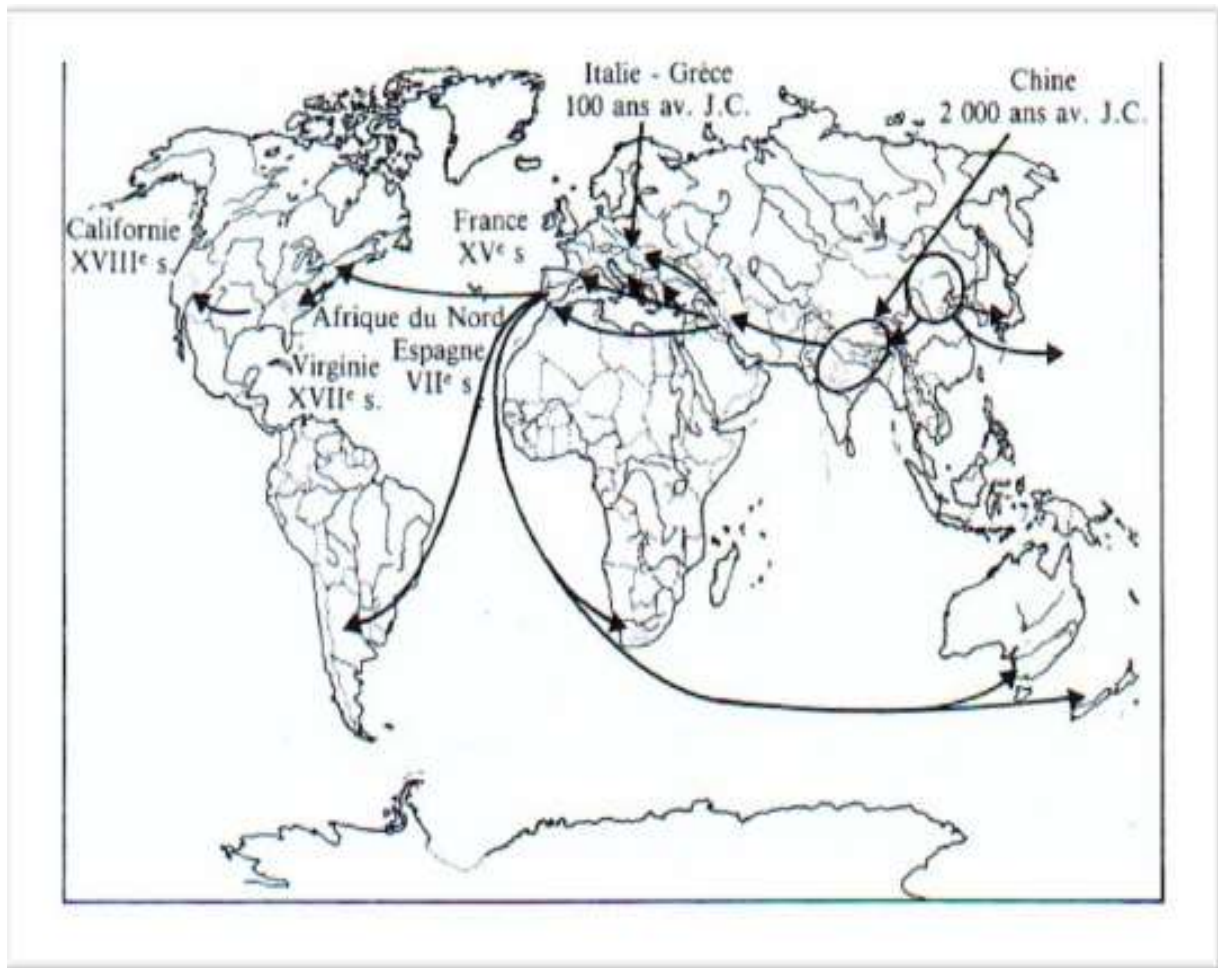 Italie - Grèce
100 ans av. J.C.
Chine
2 000 ans av. J.C.
Californie
XVIIIe s.
France
XVe s
Afrique du Nord
Espagne
VIIe s
Virginie
XVIIe s.